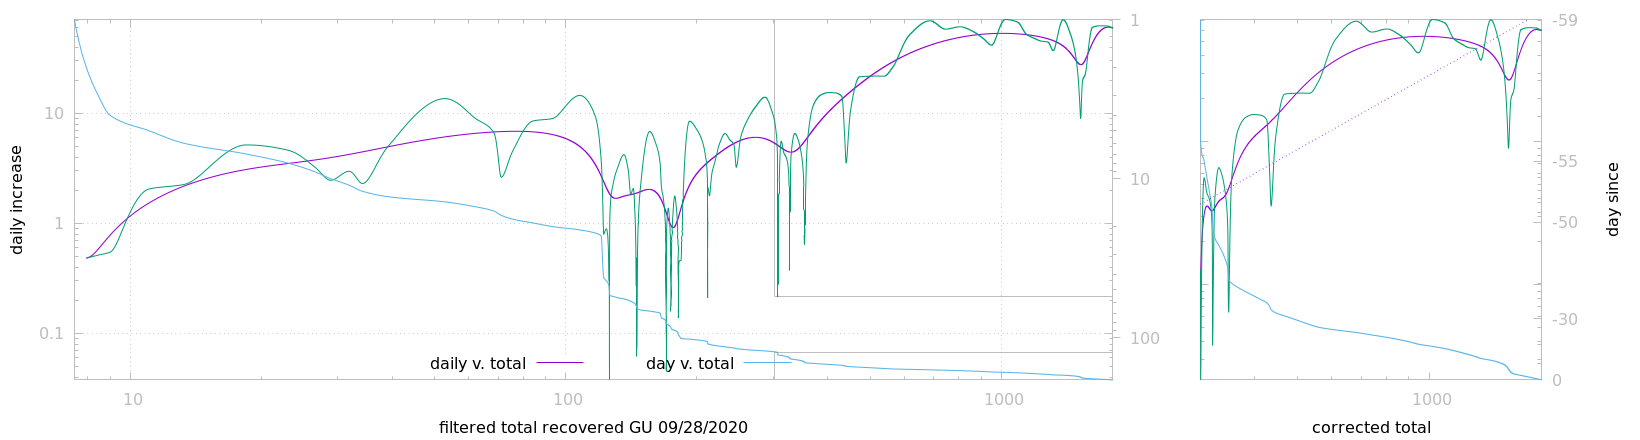 daily increase
10
1
0.1
10
100
1000
filtered total recovered GU 09/28/2020
daily v. total
day v. total
1
10
100
1000
corrected total
-59
-55
-50
-30
0
day since